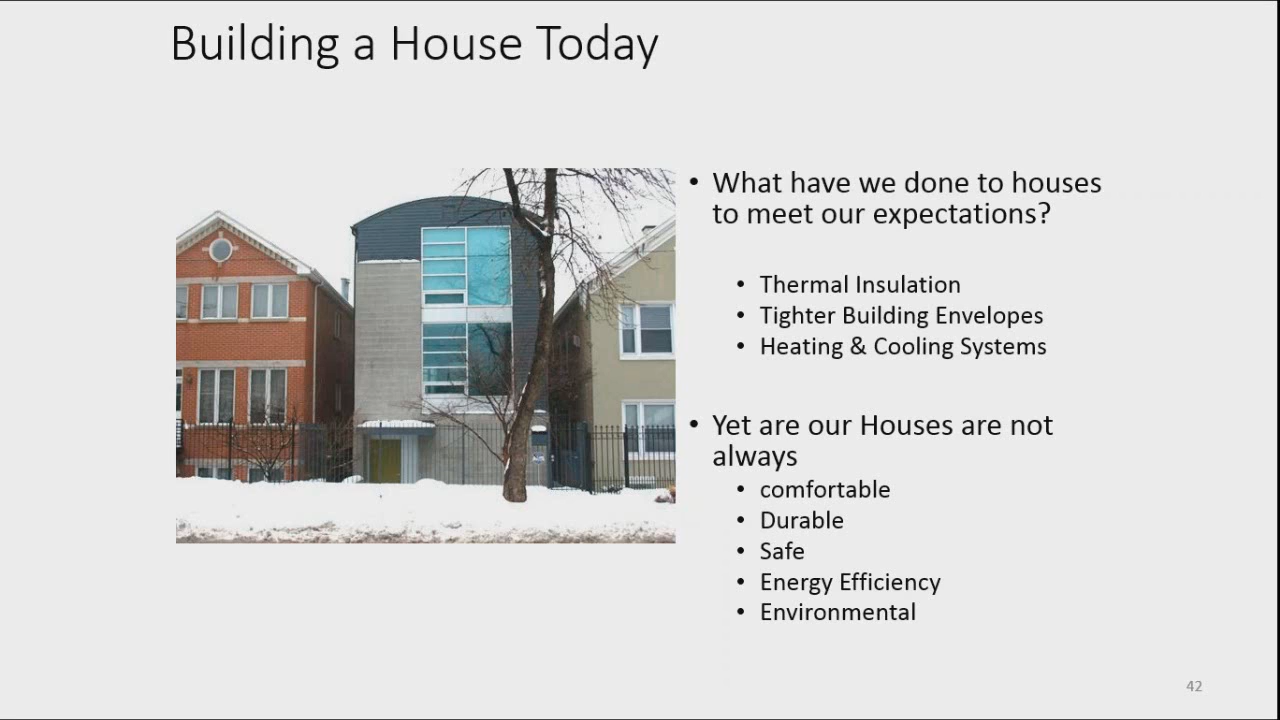 Building a House Today
• What have we done to houses
to meet our expectations?
• Thermal Insulation
• Tighter Building Envelopes
• Heating & Cooling Systems
• Yet are our Houses are not
always
• comfortable
• Durable
• Safe
• Energy Efficiency
• Environmental
42